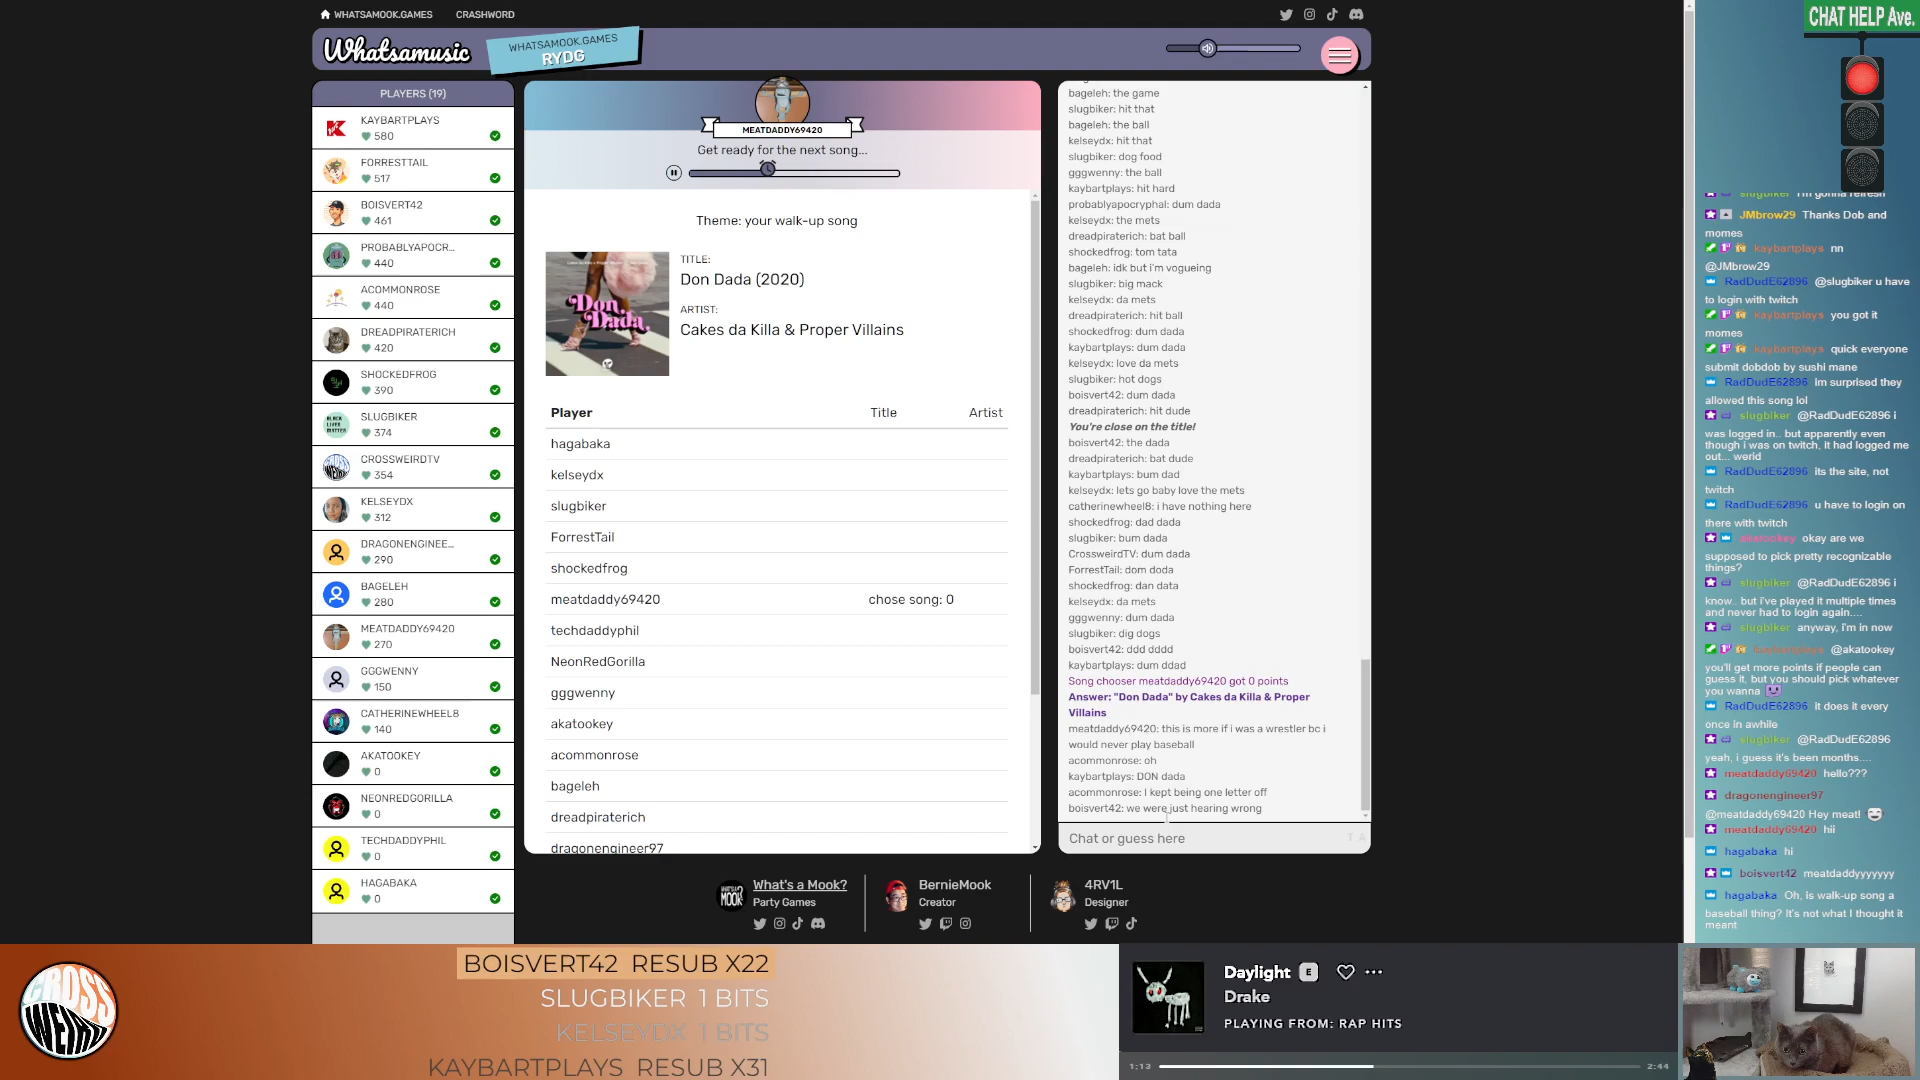 WHATSAMOOK.GAMES
CRASHWORD
CHAT HELP Ave.
Whatsamusic
WHATSAMOOK.GAMES
RYDG
PLAYERS (19)
KAYBARTPLAYS
580
FORRESTTAIL
517
BOISVERT42
461
PROBABLYAPOCR...
440
ACOMMONROSE
440
DREADPIRATERICH
420
SHOCKEDFROG
390
BLACK LIVES MATTER
SLUGBIKER
374
CROSSWEIRDTV
354
KELSEYDX
312
DRAGONENGINEE...
290
BAGELEH
280
MEATDADDY69420
270
GGGWENNY
150
CATHERINEWHEEL8
140
AKATOOKEY
0
NEONREDGORILLA
0
TECHDADDYPHIL
0
HAGABAKA
0
MEATDADDY69420
Get ready for the next song...
Theme: your walk-up song
Don Dada.
TITLE:
Don Dada (2020)
ARTIST:
Cakes da Killa & Proper Villains
Player Title Artist
hagabaka
kelseydx
slugbiker
ForrestTail
shockedfrog
meatdaddy69420 chose song: 0
techdaddyphil
NeonRedGorilla
gggwenny
akatookey
acommonrose
bageleh
dreadpiraterich
dragonengineer97
bageleh: the game
slugbiker: hit that
bageleh: the ball
kelseydx: hit that
slugbiker: dog food
gggwenny: the ball
kaybartplays: hit hard
probablyapocryphal: dum dada
kelseydx: the mets
dreadpiraterich: bat ball
shockedfrog: tom tata
bageleh: idk but i'm vogueing
slugbiker: big mack
kelseydx: da mets
dreadpiraterich: hit ball
shockedfrog: dum dada
kaybartplays: dum dada
kelseydx: love da mets
slugbiker: hot dogs
boisvert42: dum dada
dreadpiraterich: hit dude
You're close on the title!
boisvert42: the dada
dreadpiraterich: bat dude
kaybartplays: bum dad
kelseydx: lets go baby love the mets
catherinewheel8: i have nothing here
shockedfrog: dad dada
slugbiker: bum dada
CrossweirdTV: dum dada
ForrestTail: dom doda
shockedfrog: dan data
kelseydx: da mets
gggwenny: dum dada
slugbiker: dig dogs
boisvert42: ddd dddd
kaybartplays: dum ddad
Song chooser meatdaddy69420 got 0 points
Answer: "Don Dada" by Cakes da Killa & Proper
Villains
meatdaddy69420: this is more if i was a wrestler bc i
would never play baseball
acommonrose: oh
kaybartplays: DON dada
acommonrose: I kept being one letter off
boisvert42: we were just hearing wrong
Chat or guess here
T A
WHAT'S A MOOK?
What's a Mook?
Party Games
BernieMook
Creator
4RV1L
Designer
slugbiker I'm gonna refresh
JMbrow29 Thanks Dob and
momes
kaybartplays nn
@JMbrow29
RadDudE62896 @slugbiker u have
to login with twitch
kaybartplays you got it
momes
kaybartplays quick everyone
submit dobdob by sushi mane
RadDudE62896 im surprised they
allowed this song lol
slugbiker @RadDudE62896 i
was logged in.. but apparently even
though i was on twitch, it had logged me
out... werid
RadDudE62896 its the site, not
twitch
RadDudE62896 u have to login on
there with twitch
akatookey okay are we
supposed to pick pretty recognizable
things?
slugbiker @RadDudE62896 i
know.. but i've played it multiple times
and never had to login again....
slugbiker anyway, i'm in now
kaybartplays @akatookey
you'll get more points if people can
guess it, but you should pick whatever
you wanna
RadDudE62896 it does it every
once in awhile
slugbiker @RadDudE62896
yeah, i guess it's been months....
meatdaddy69420 hello???
dragonengineer97
@meatdaddy69420 Hey meat!
meatdaddy69420 hii
hagabaka hi
boisvert42 meatdaddyyyyyy
hagabaka Oh, is walk-up song a
baseball thing? It's not what I thought it
meant
CROSS WEIRD
BOISVERT42 RESUB X22
SLUGBIKER 1 BITS
KELSEYDX 1 BITS
KAYBARTPLAYS RESUB X31
Daylight E
Drake
PLAYING FROM: RAP HITS
1:13
2:44